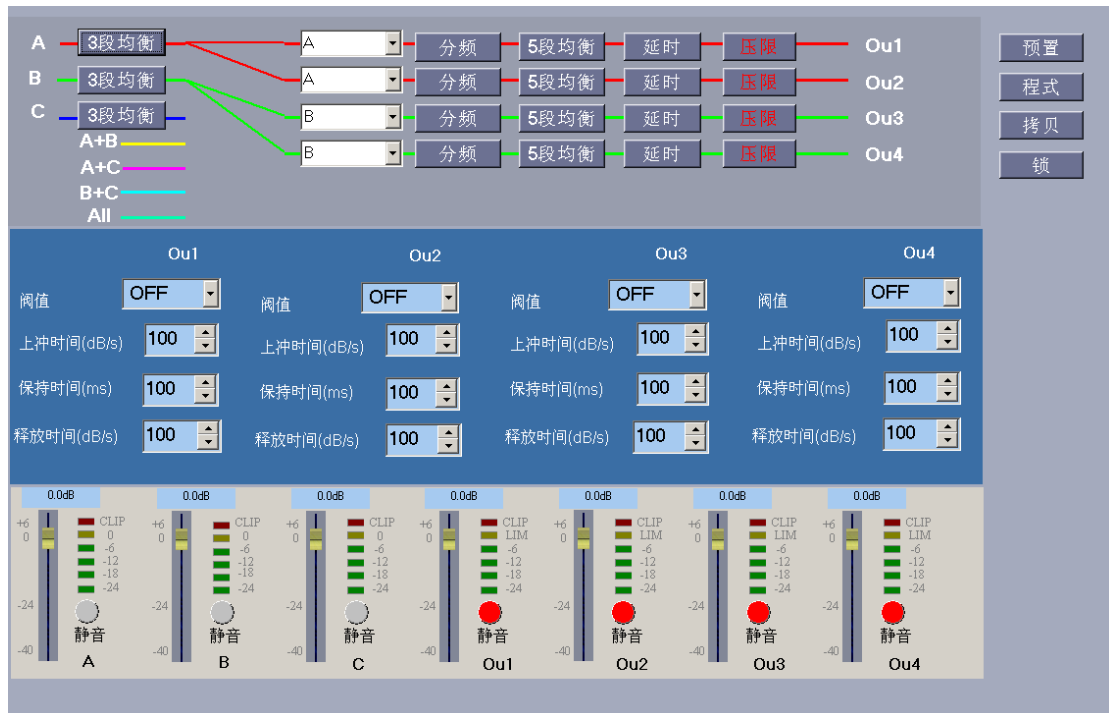 A 3段均衡 A 分频 5段均衡 延时 压限 Ou1 预置
B 3段均衡 A 分频 5段均衡 延时 压限 Ou2 程式
C 3段均衡 B 分频 5段均衡 延时 压限 Ou3 拷贝
A+B B 分频 5段均衡 延时 压限 Ou4 锁
A+C
B+C
All
Ou1 Ou2 Ou3 Ou4
阀值 OFF 阀值 OFF 阀值 OFF 阀值 OFF
上冲时间(dB/s) 100 上冲时间(dB/s) 100 上冲时间(dB/s) 100 上冲时间(dB/s) 100
保持时间(ms) 100 保持时间(ms) 100 保持时间(ms) 100 保持时间(ms) 100
释放时间(dB/s) 100 释放时间(dB/s) 100 释放时间(dB/s) 100 释放时间(dB/s) 100
0.0dB 0.0dB 0.0dB 0.0dB 0.0dB 0.0dB 0.0dB
+6 CLIP +6 CLIP +6 CLIP +6 CLIP +6 CLIP +6 CLIP +6 CLIP
0 0 0 0 0 0 0 LIM 0 LIM 0 LIM 0 LIM
-6 -6 -6 -6 -6 -6 -6
-12 -12 -12 -12 -12 -12 -12
-18 -18 -18 -18 -18 -18 -18
-24 -24 -24 -24 -24 -24 -24
-24 -24 -24 -24 -24 -24 -24
静音 静音 静音 静音 静音 静音 静音
-40 -40 -40 -40 -40 -40 -40
A B C Ou1 Ou2 Ou3 Ou4